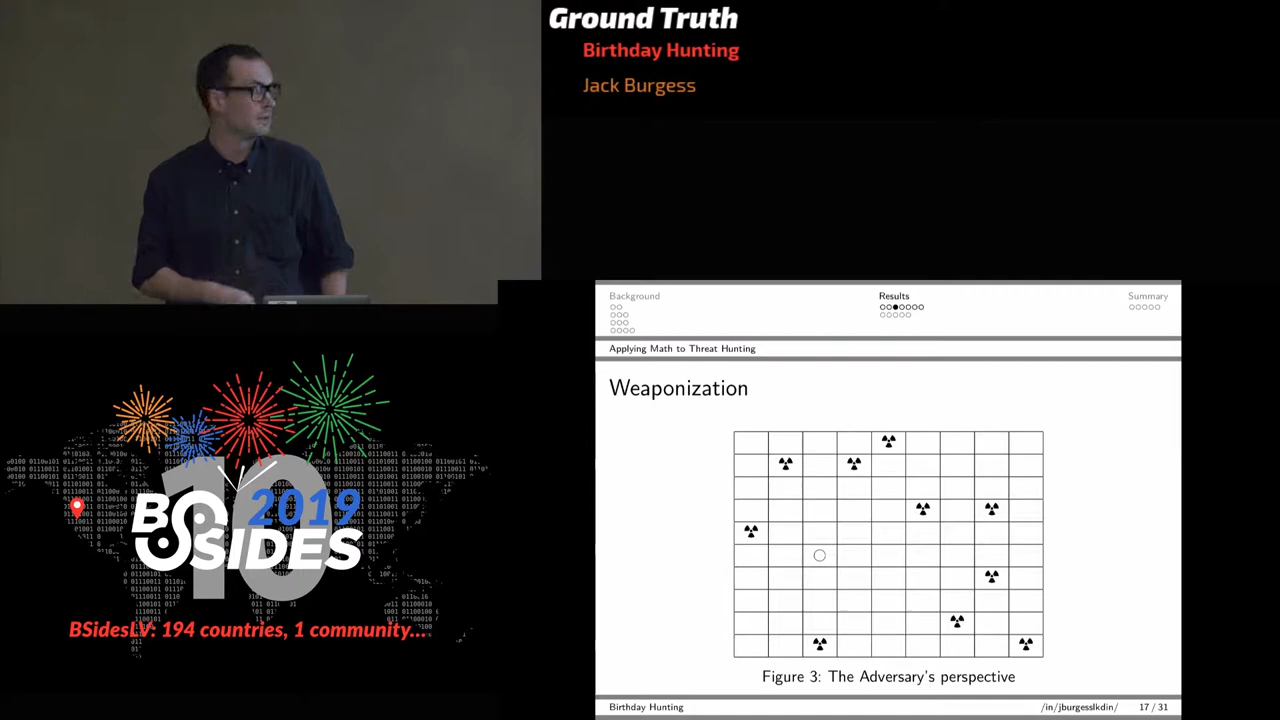 Ground Truth
Birthday Hunting
Jack Burgess
Background
Results
Summary
Applying Math to Threat Hunting
Weaponization
Figure 3: The Adversary's perspective
Birthday Hunting
/in/jburgesslkdin/
17 / 31
10
2019
BSIDES
BSidesLV: 194 countries, 1 community...